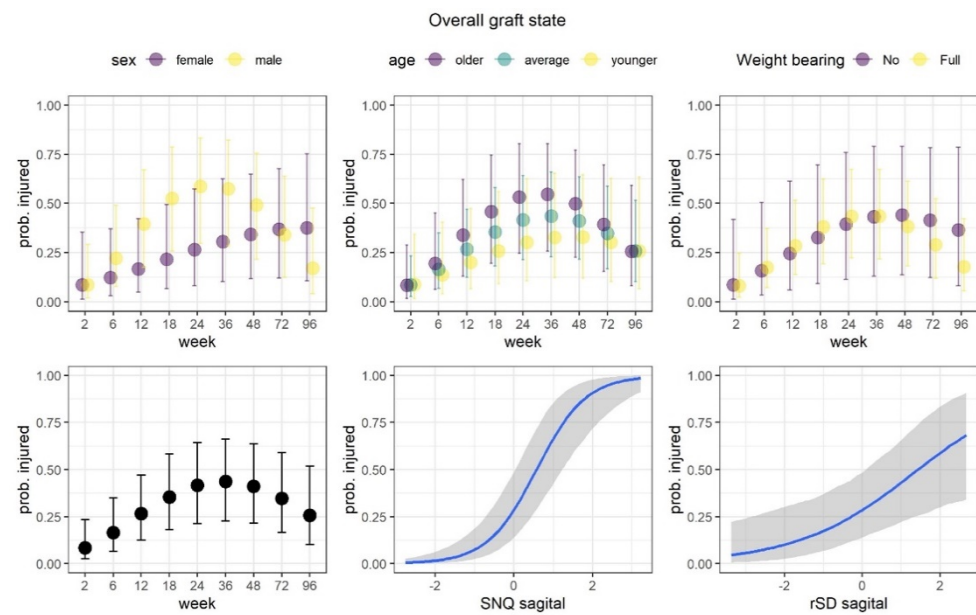 Overall graft state
sex female male
age older average younger
Weight bearing No Full
1.00
0.75
0.50
0.25
0.00
prob. injured
2 6 12 18 24 36 48 72 96
week
1.00
0.75
0.50
0.25
0.00
prob. injured
2 6 12 18 24 36 48 72 96
week
1.00
0.75
0.50
0.25
0.00
prob. injured
2 6 12 18 24 36 48 72 96
week
1.00
0.75
0.50
0.25
0.00
prob. injured
2 6 12 18 24 36 48 72 96
week
1.00
0.75
0.50
0.25
0.00
prob. injured
-2 0 2
SNQ sagital
1.00
0.75
0.50
0.25
0.00
prob. injured
-2 0 2
rSD sagital